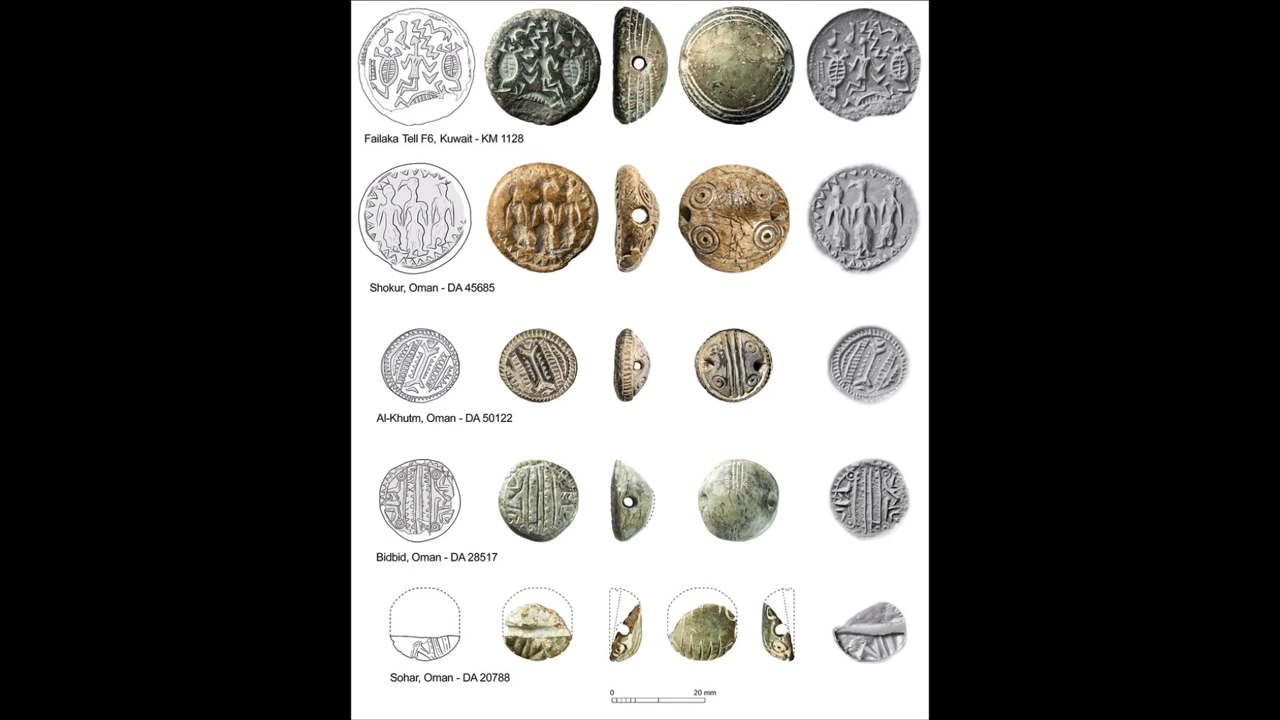 Failaka Tell F6, Kuwait - KM 1128
Shokur, Oman - DA 45685
Al-Khutm, Oman - DA 50122
Bidbid, Oman - DA 28517
Sohar, Oman - DA 20788
0 20 mm